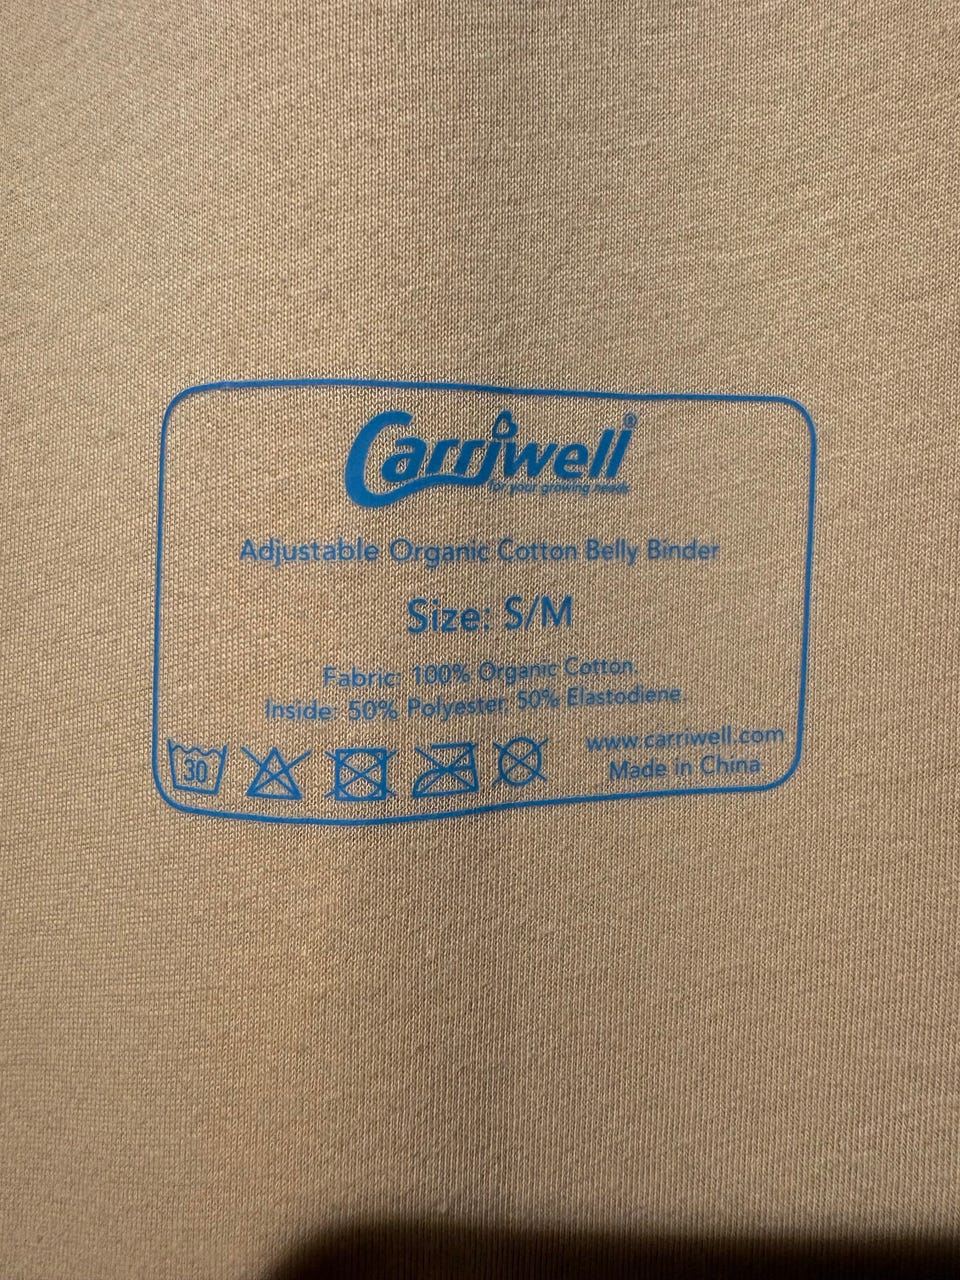 Carriwell®
for your growing needs
Adjustable Organic Cotton Belly Binder
Size: S/M
Fabric: 100% Organic Cotton.
Inside: 50% Polyester, 50% Elastodiene.
30
www.carriwell.com
Made in China